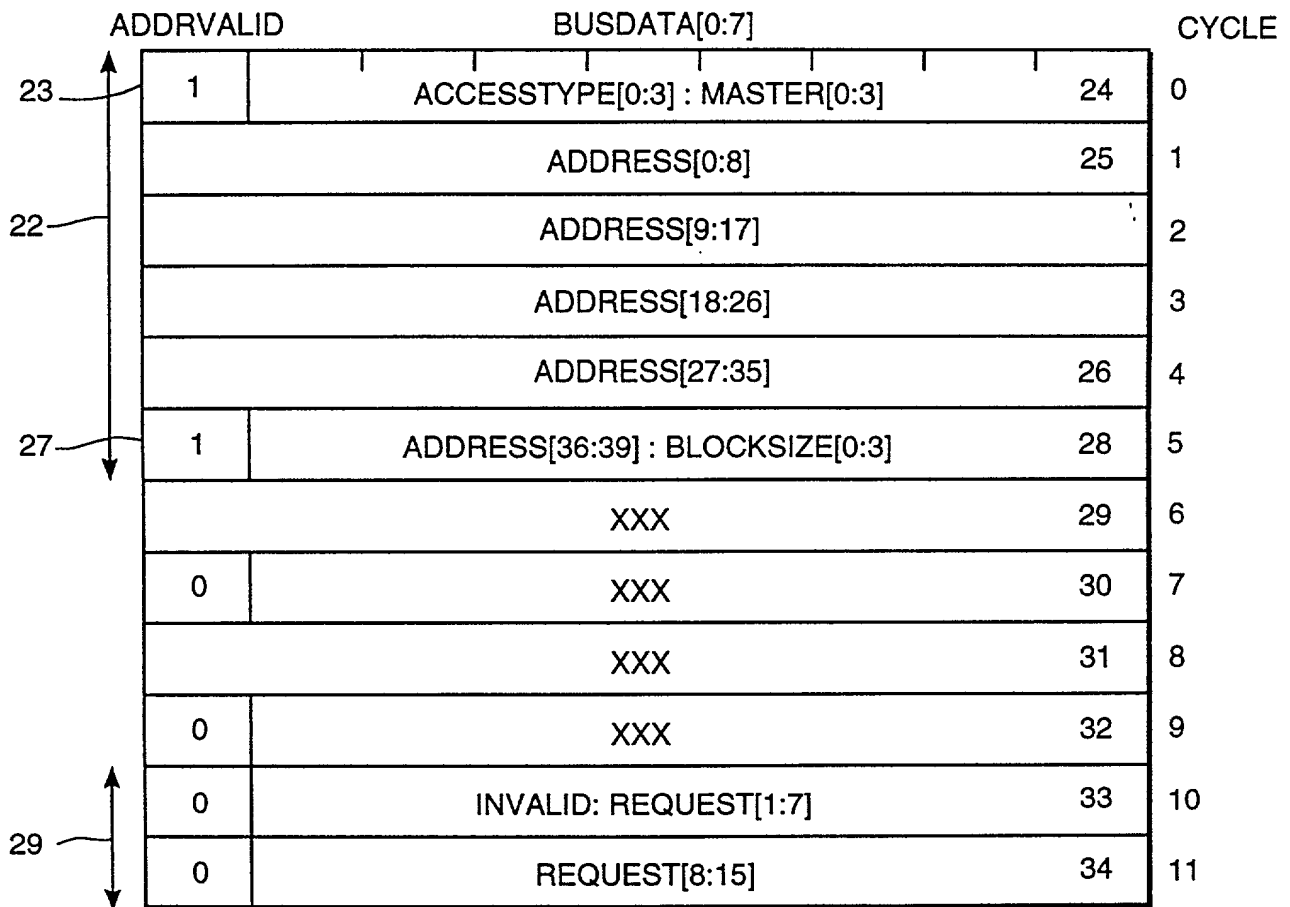 ADDRVALID BUSDATA[0:7] CYCLE
23 1 ACCESSTYPE[0:3] : MASTER[0:3] 24 0
ADDRESS[0:8] 25 1
22 ADDRESS[9:17] 2
ADDRESS[18:26] 3
ADDRESS[27:35] 26 4
27 1 ADDRESS[36:39] : BLOCKSIZE[0:3] 28 5
XXX 29 6
0 XXX 30 7
XXX 31 8
0 XXX 32 9
0 INVALID: REQUEST[1:7] 33 10
29 0 REQUEST[8:15] 34 11